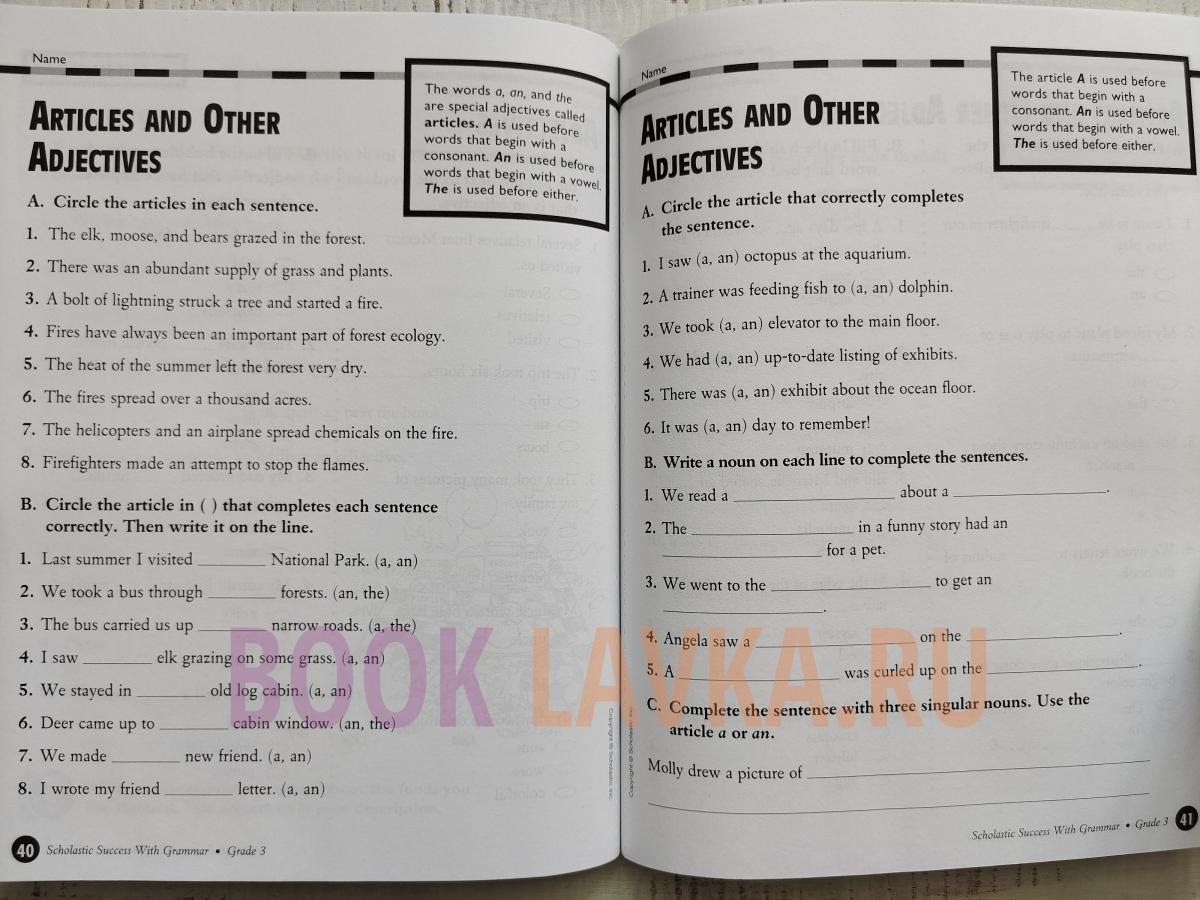 Name
ARTICLES AND OTHER
ADJECTIVES
The words a, an, and the
are special adjectives called
articles. A is used before
words that begin with a
consonant. An is used before
words that begin with a vowel.
The is used before either.
A. Circle the articles in each sentence.
1. The elk, moose, and bears grazed in the forest.
2. There was an abundant supply of grass and plants.
3. A bolt of lightning struck a tree and started a fire.
4. Fires have always been an important part of forest ecology.
5. The heat of the summer left the forest very dry.
6. The fires spread over a thousand acres.
7. The helicopters and an airplane spread chemicals on the fire.
8. Firefighters made an attempt to stop the flames.
B. Circle the article in ( ) that completes each sentence
correctly. Then write it on the line.
1. Last summer I visited ________ National Park. (a, an)
2. We took a bus through ________ forests. (an, the)
3. The bus carried us up ________ narrow roads. (a, the)
4. I saw ________ elk grazing on some grass. (a, an)
5. We stayed in ________ old log cabin. (a, an)
6. Deer came up to ________ cabin window. (an, the)
7. We made ________ new friend. (a, an)
8. I wrote my friend ________ letter. (a, an)
40 Scholastic Success With Grammar • Grade 3
Copyright © Scholastic Inc.
Name
ARTICLES AND OTHER
ADJECTIVES
The article A is used before
words that begin with a
consonant. An is used before
words that begin with a vowel.
The is used before either.
A. Circle the article that correctly completes
the sentence.
1. I saw (a, an) octopus at the aquarium.
2. A trainer was feeding fish to (a, an) dolphin.
3. We took (a, an) elevator to the main floor.
4. We had (a, an) up-to-date listing of exhibits.
5. There was (a, an) exhibit about the ocean floor.
6. It was (a, an) day to remember!
B. Write a noun on each line to complete the sentences.
1. We read a ________ about a ________.
2. The ________ in a funny story had an
________ for a pet.
3. We went to the ________ to get an
________.
4. Angela saw a ________ on the ________.
5. A ________ was curled up on the ________.
C. Complete the sentence with three singular nouns. Use the
article a or an.
Molly drew a picture of ________
Copyright © Scholastic Inc.
Scholastic Success With Grammar • Grade 3 41
BOOK LAVKA.RU